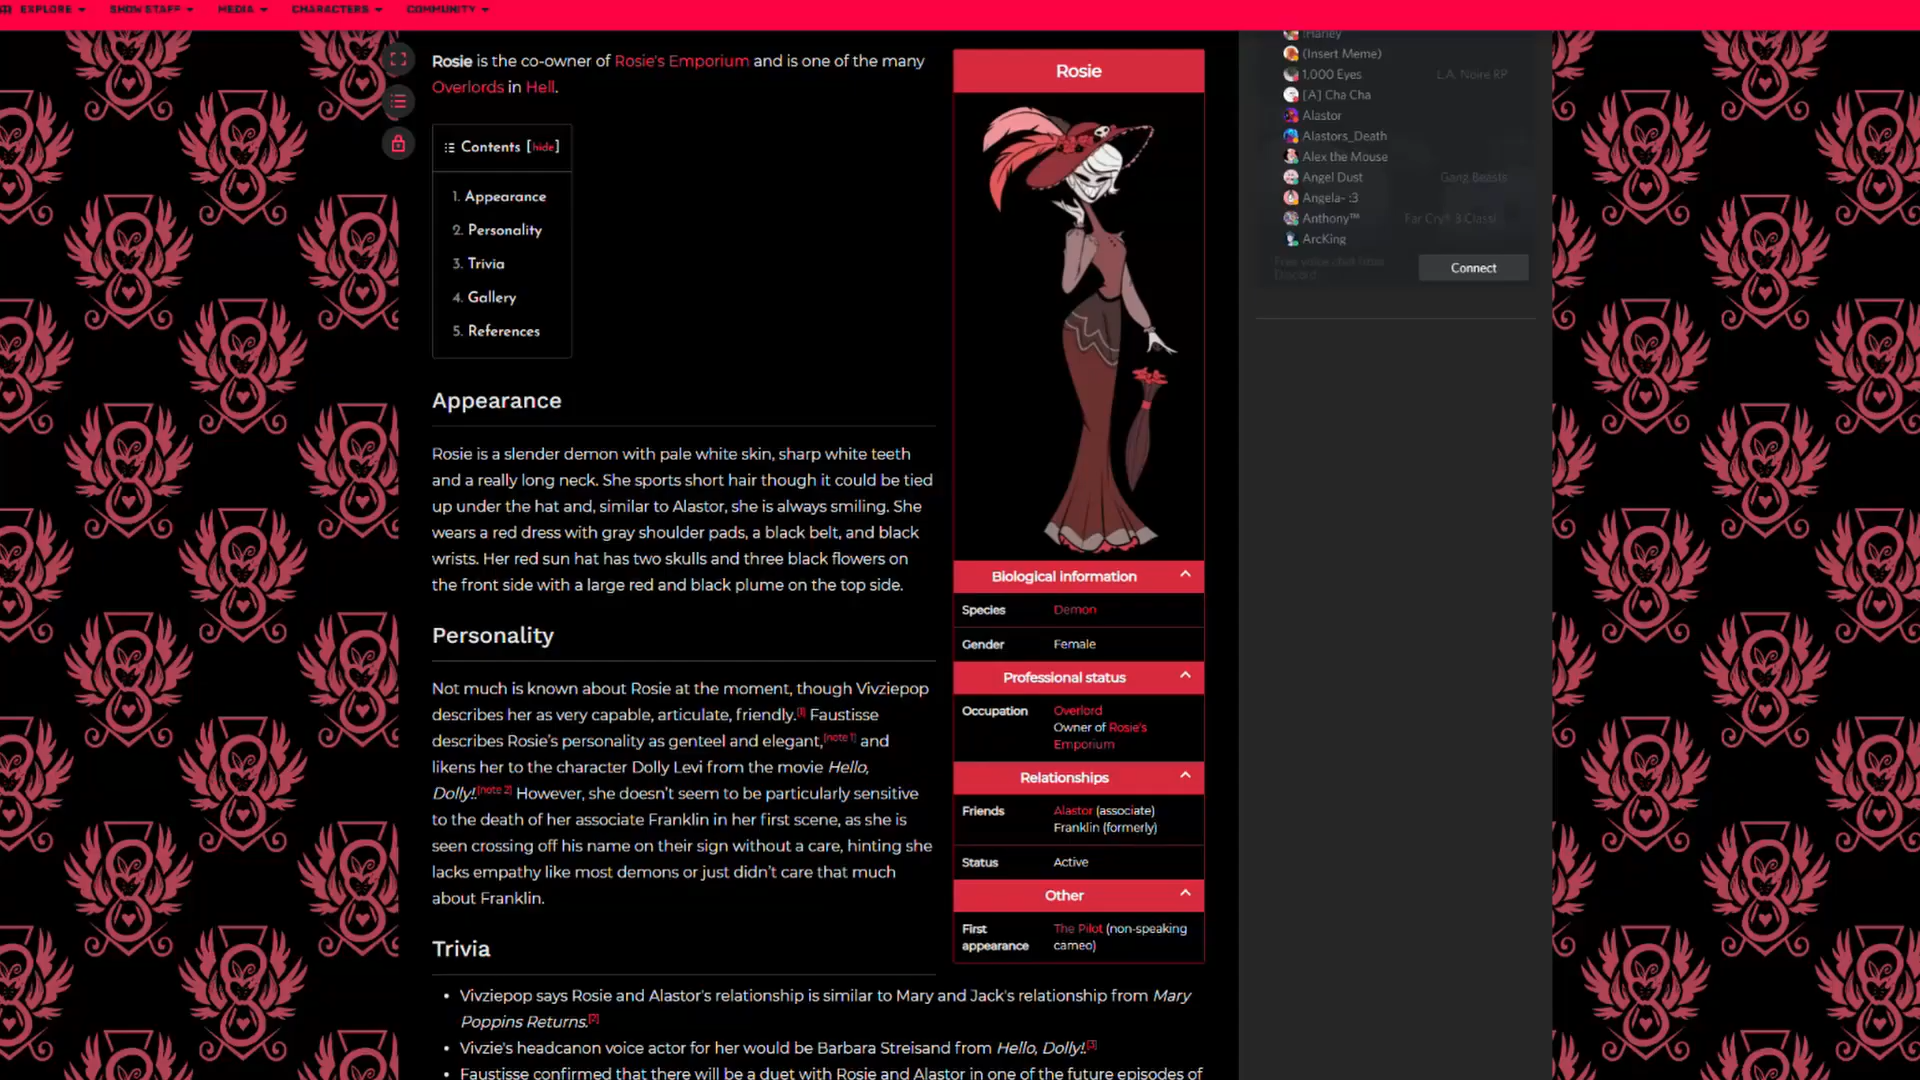 EXPLORE
SHOW STAFF
MEDIA
CHARACTERS
COMMUNITY
Rosie is the co-owner of Rosie's Emporium and is one of the many
Overlords in Hell.
Contents [hide]
1. Appearance
2. Personality
3. Trivia
4. Gallery
5. References
Appearance
Rosie is a slender demon with pale white skin, sharp white teeth
and a really long neck. She sports short hair though it could be tied
up under the hat and, similar to Alastor, she is always smiling. She
wears a red dress with gray shoulder pads, a black belt, and black
wrists. Her red sun hat has two skulls and three black flowers on
the front side with a large red and black plume on the top side.
Personality
Not much is known about Rosie at the moment, though Vivziepop
describes her as very capable, articulate, friendly.[1] Faustisse
describes Rosie's personality as genteel and elegant,[note 1] and
likens her to the character Dolly Levi from the movie Hello,
Dolly!.[note 2] However, she doesn't seem to be particularly sensitive
to the death of her associate Franklin in her first scene, as she is
seen crossing off his name on their sign without a care, hinting she
lacks empathy like most demons or just didn't care that much
about Franklin.
Trivia
• Vivziepop says Rosie and Alastor's relationship is similar to Mary and Jack's relationship from Mary
Poppins Returns.[2]
• Vivzie's headcanon voice actor for her would be Barbara Streisand from Hello, Dolly!.[3]
• Faustisse confirmed that there will be a duet with Rosie and Alastor in one of the future episodes of
Rosie
Biological information
Species Demon
Gender Female
Professional status
Occupation Overlord
Owner of Rosie's
Emporium
Relationships
Friends Alastor (associate)
Franklin (formerly)
Status Active
Other
First appearance The Pilot (non-speaking
cameo)
!Harley
(Insert Meme)
1,000 Eyes L.A. Noire RP
[A] Cha Cha
Alastor
Alastors_Death
Alex the Mouse
Angel Dust Gang Beasts
Angela- :3
Anthony™ Far Cry® 3 Classi
ArcKing
Free voice chat from
Discord
Connect